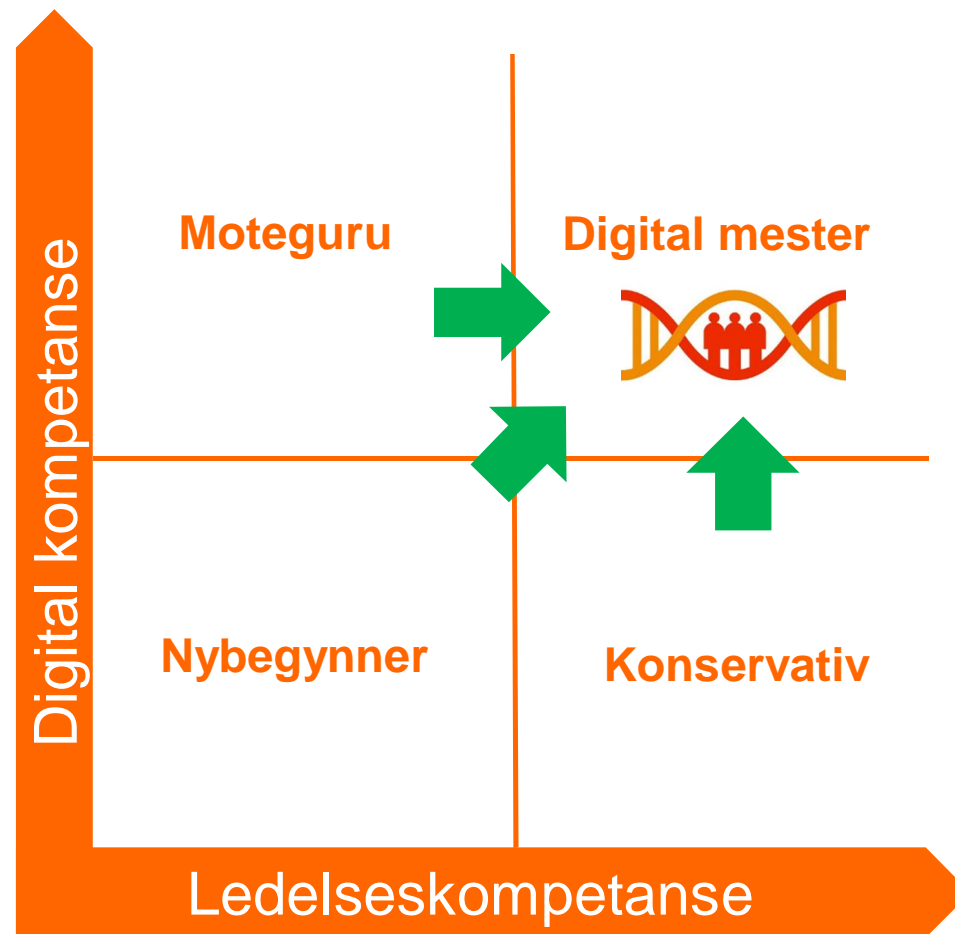 Digital kompetanse
Moteguru
Digital mester
Nybegynner
Konservativ
Ledelseskompetanse